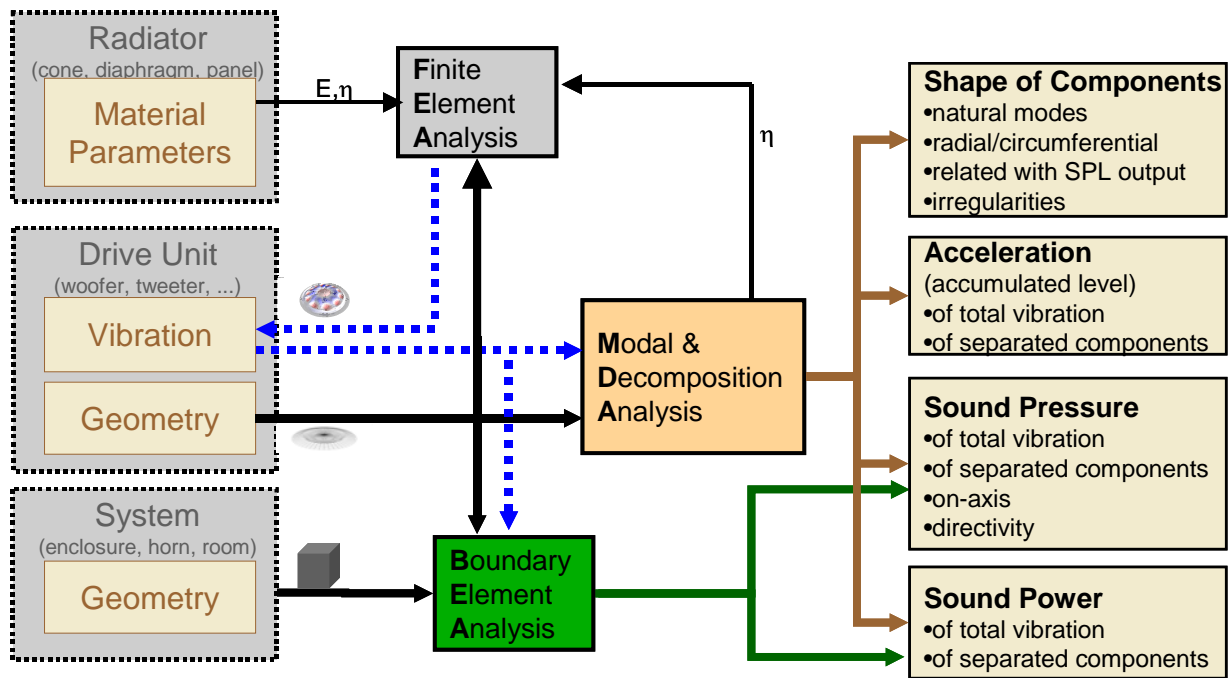 Radiator
(cone, diaphragm, panel)
Material
Parameters
E,η
Finite
Element
Analysis
η
Drive Unit
(woofer, tweeter, ...)
Vibration
Geometry
Modal &
Decomposition
Analysis
System
(enclosure, horn, room)
Geometry
Boundary
Element
Analysis
Shape of Components
•natural modes
•radial/circumferential
•related with SPL output
•irregularities
Acceleration
(accumulated level)
•of total vibration
•of separated components
Sound Pressure
•of total vibration
•of separated components
•on-axis
•directivity
Sound Power
•of total vibration
•of separated components